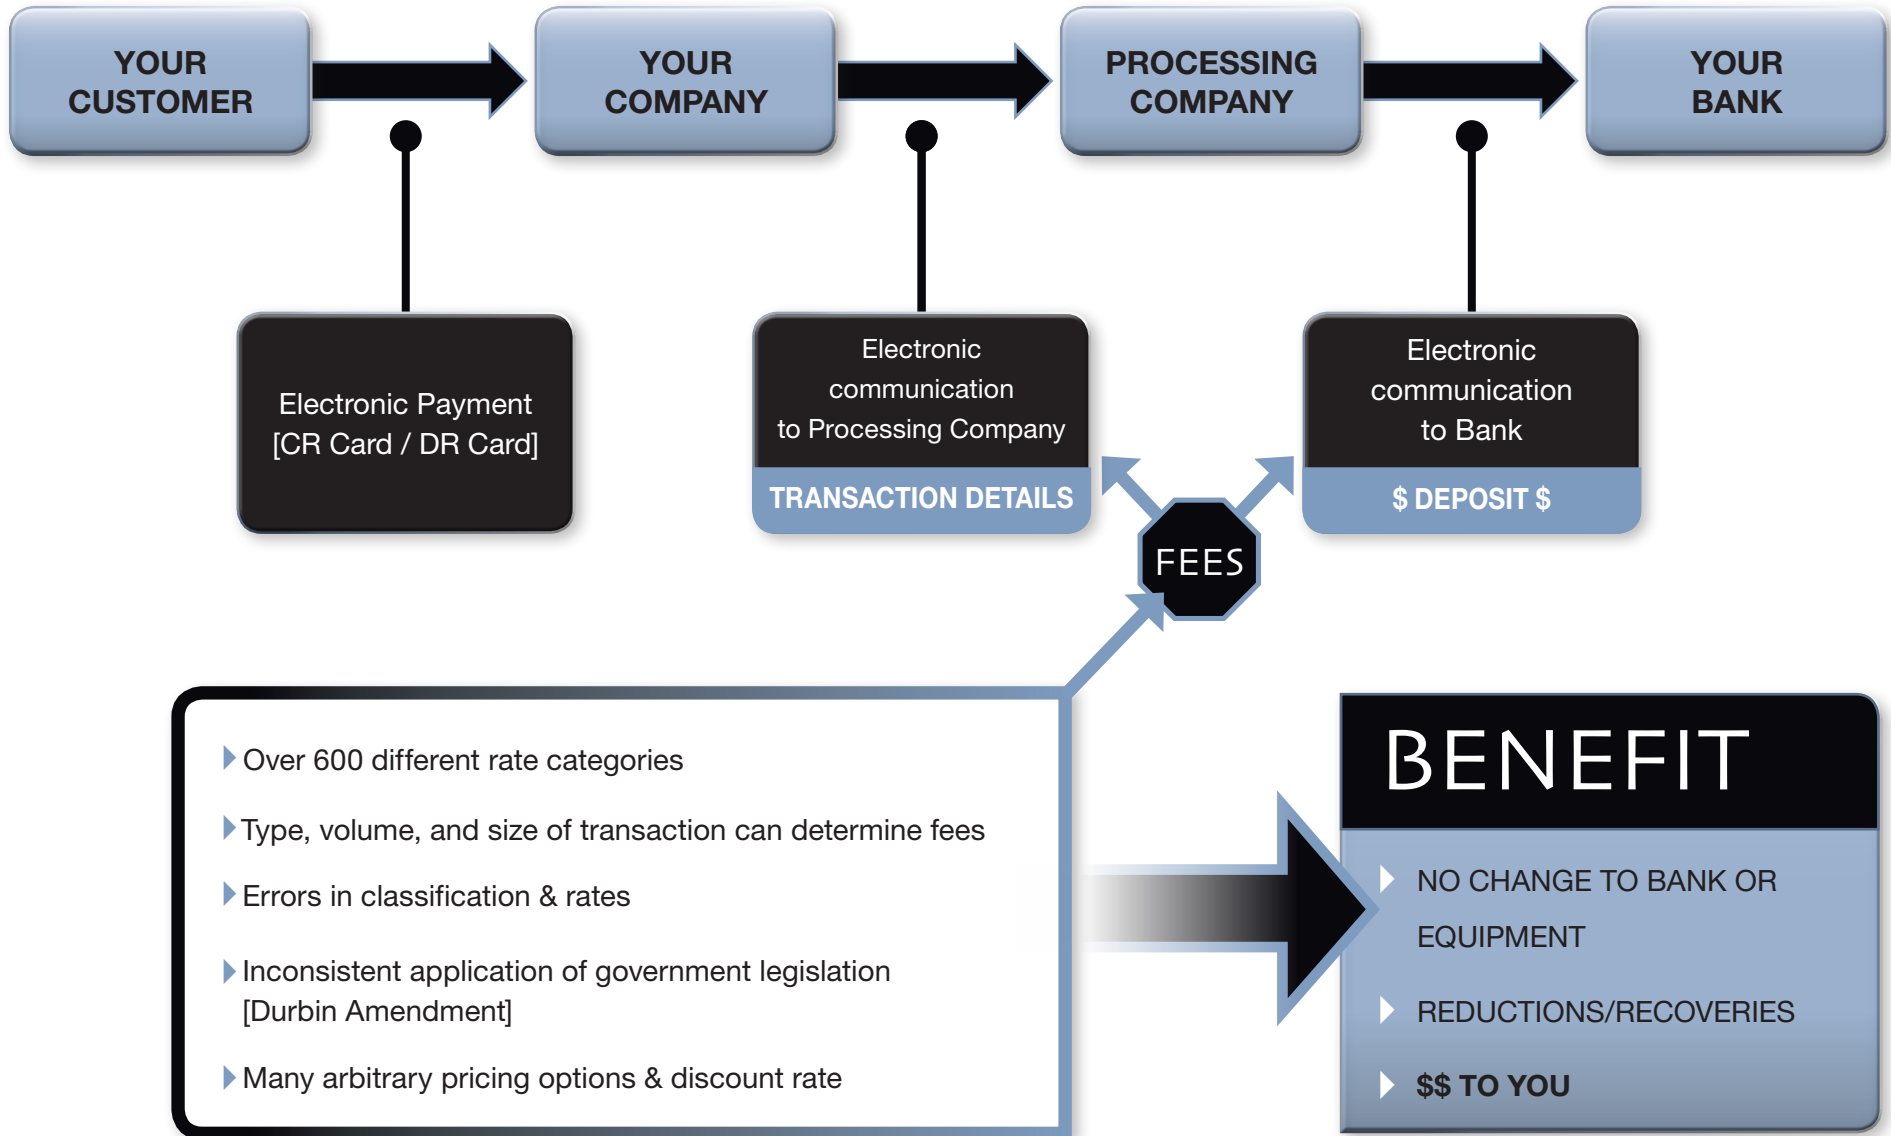 YOUR
CUSTOMER
YOUR
COMPANY
PROCESSING
COMPANY
YOUR
BANK
Electronic Payment
[CR Card / DR Card]
Electronic
communication
to Processing Company
TRANSACTION DETAILS
Electronic
communication
to Bank
$ DEPOSIT $
FEES
Over 600 different rate categories
Type, volume, and size of transaction can determine fees
Errors in classification & rates
Inconsistent application of government legislation
[Durbin Amendment]
Many arbitrary pricing options & discount rate
BENEFIT
NO CHANGE TO BANK OR
EQUIPMENT
REDUCTIONS/RECOVERIES
$$ TO YOU